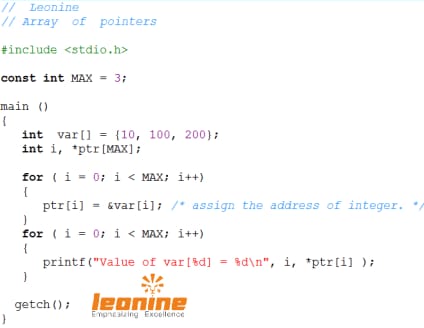 //  Leonine
// Array  of  pointers
#include <stdio.h>
const int MAX = 3;
main ()
{
   int  var[] = {10, 100, 200};
   int i, *ptr[MAX];
   for ( i = 0; i < MAX; i++)
   {
      ptr[i] = &var[i]; /* assign the address of integer. */
   }
   for ( i = 0; i < MAX; i++)
   {
      printf("Value of var[%d] = %d\n", i, *ptr[i] );
   }
  getch();
leonine
Emphasizing Excellence
}